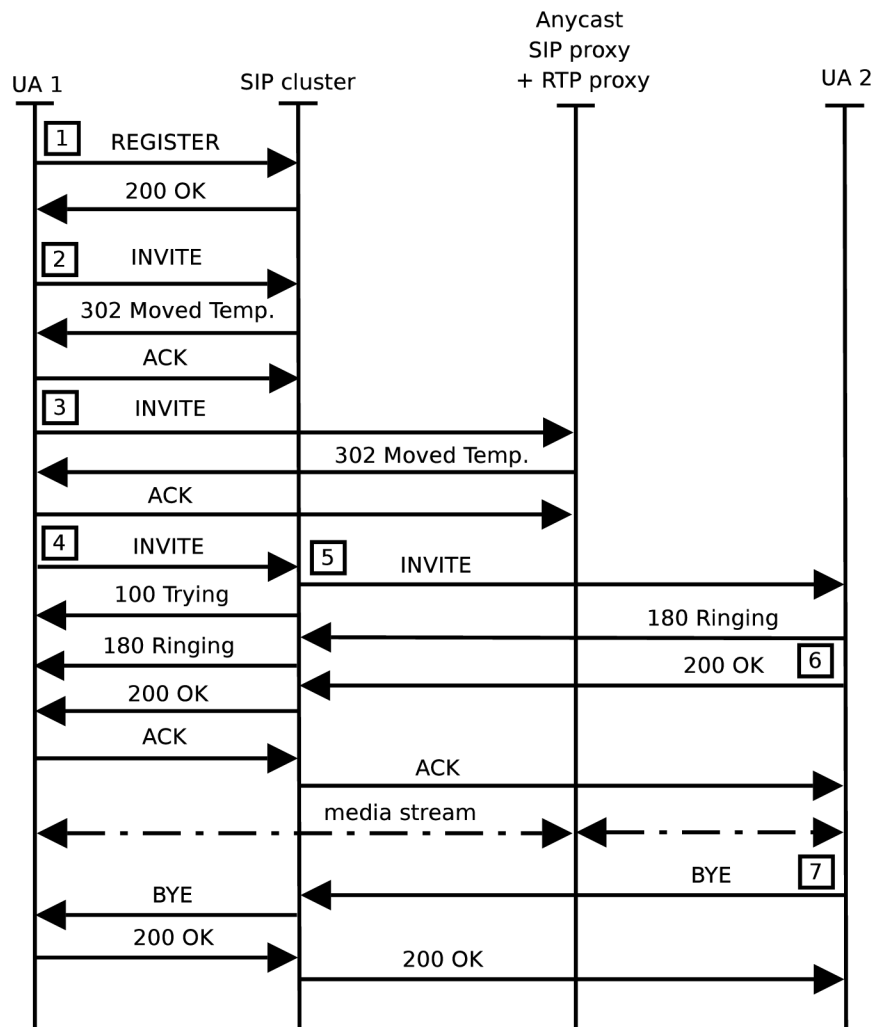 Anycast
SIP proxy
+ RTP proxy
UA 1
SIP cluster
UA 2
1
REGISTER
200 OK
2
INVITE
302 Moved Temp.
ACK
3
INVITE
302 Moved Temp.
ACK
4
INVITE
5
INVITE
100 Trying
180 Ringing
180 Ringing
200 OK
6
200 OK
ACK
ACK
media stream
7
BYE
BYE
200 OK
200 OK